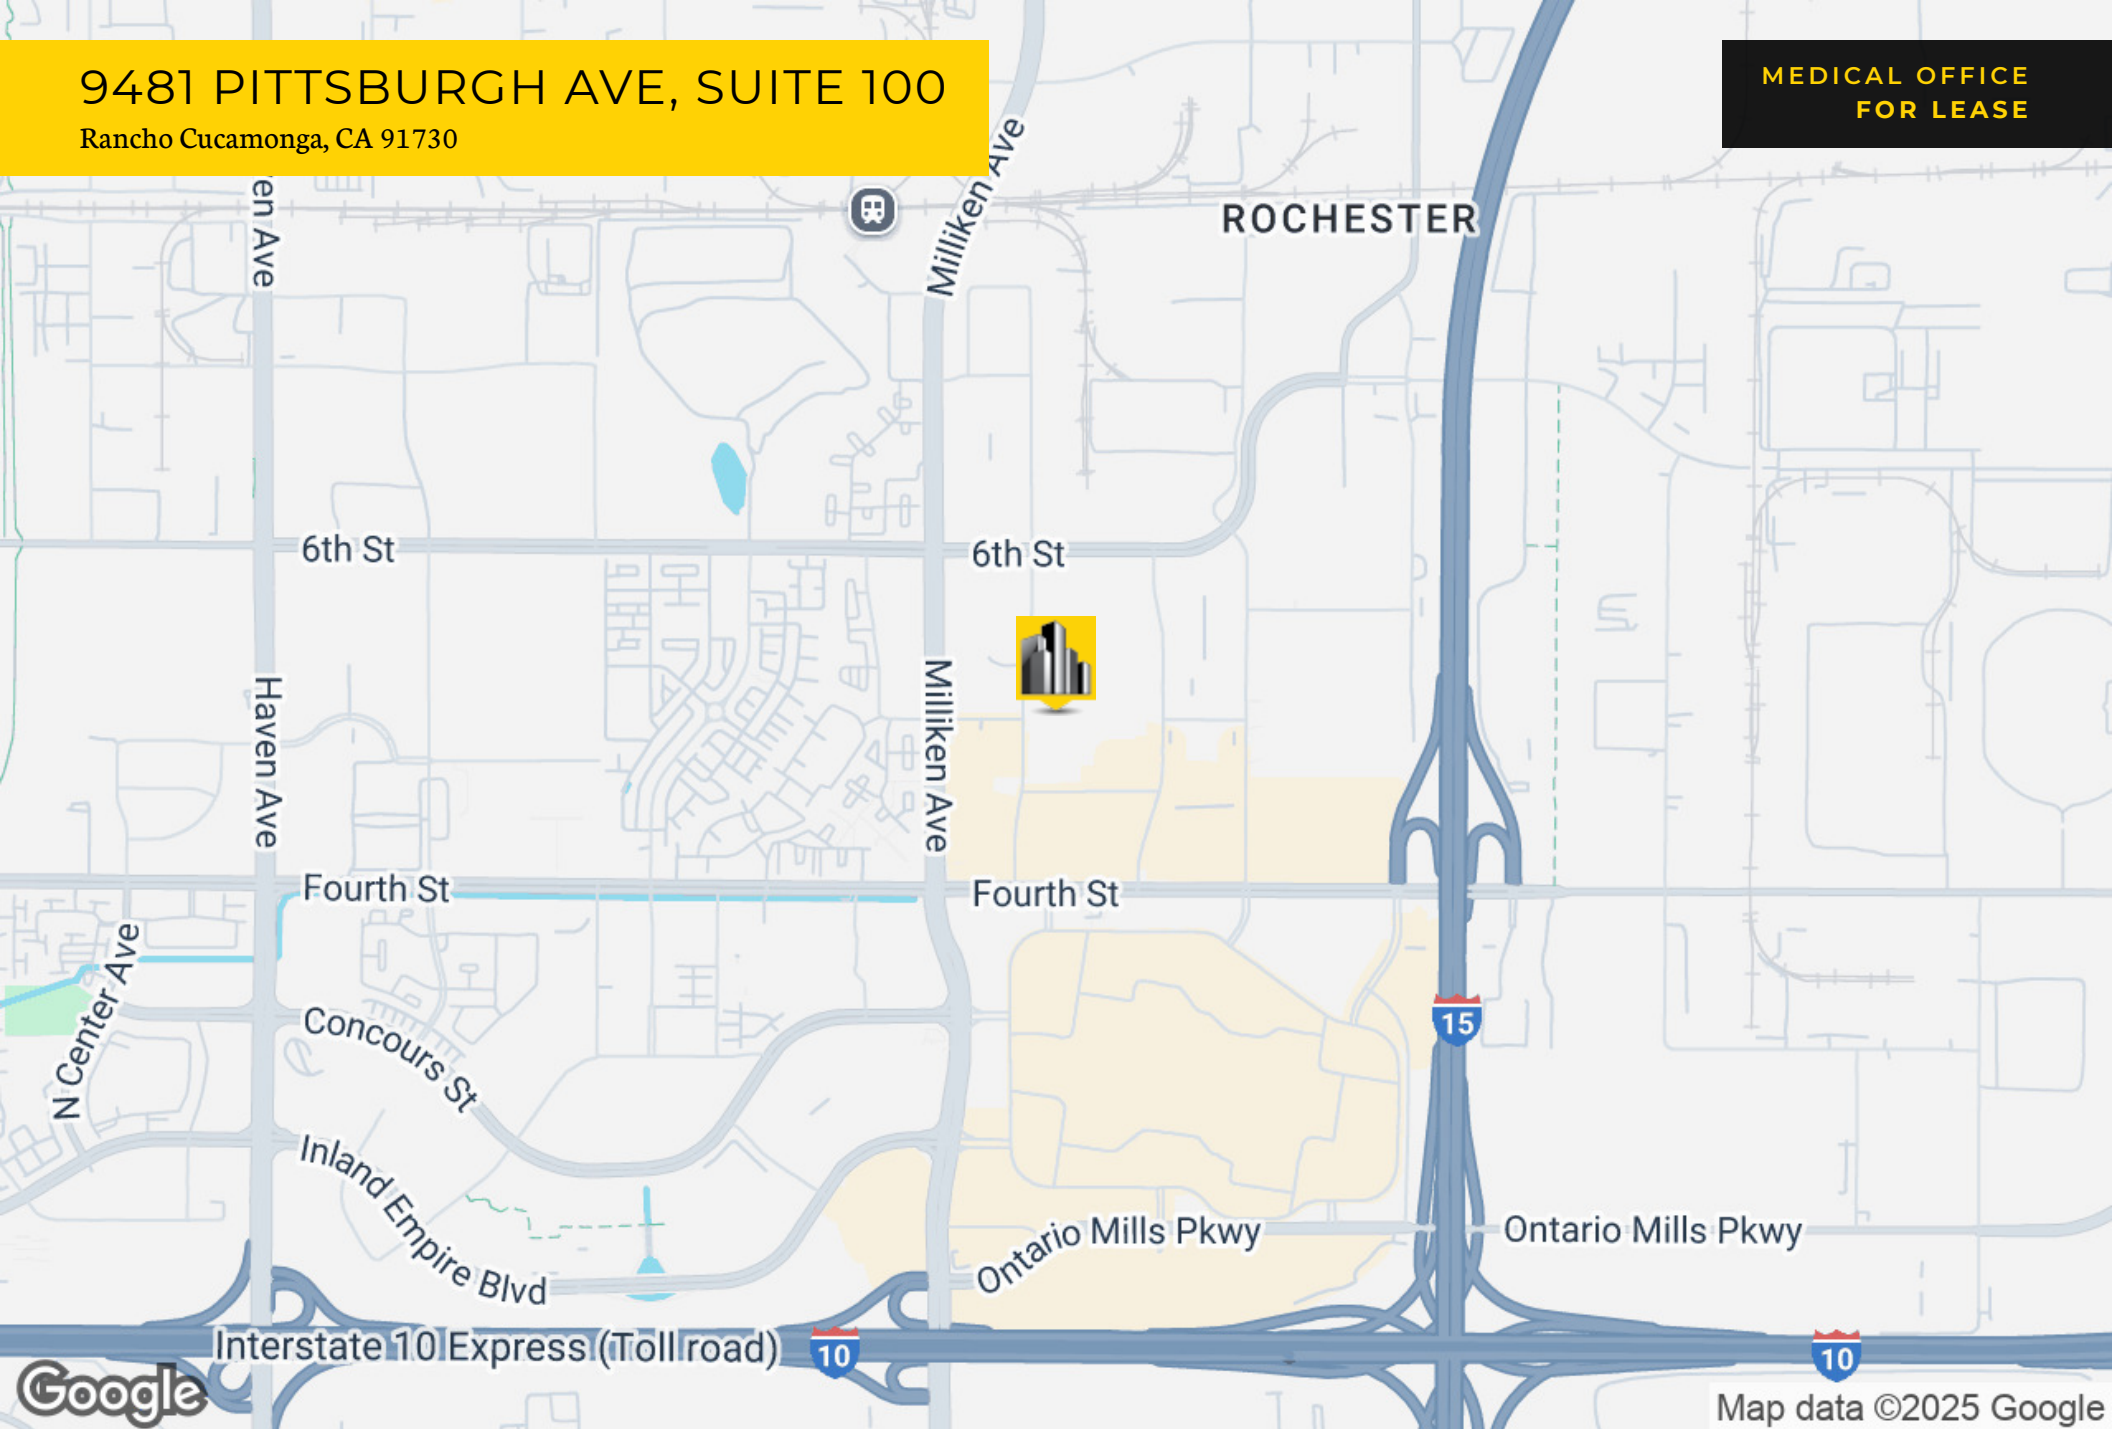 9481 PITTSBURGH AVE, SUITE 100
Rancho Cucamonga, CA 91730
MEDICAL OFFICE
FOR LEASE
Milliken Ave
en Ave
ROCHESTER
6th St
6th St
Haven Ave
Milliken Ave
Fourth St
Fourth St
N Center Ave
Concours St
15
Inland Empire Blvd
Ontario Mills Pkwy
Ontario Mills Pkwy
Interstate 10 Express (Toll road)
10
10
Google
Map data ©2025 Google